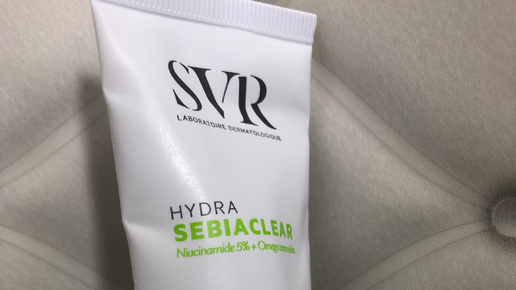 SVR
LABORATOIRE DERMATOLOGIQUE
HYDRA
SEBIACLEAR
Niacinamide 5% + Omega